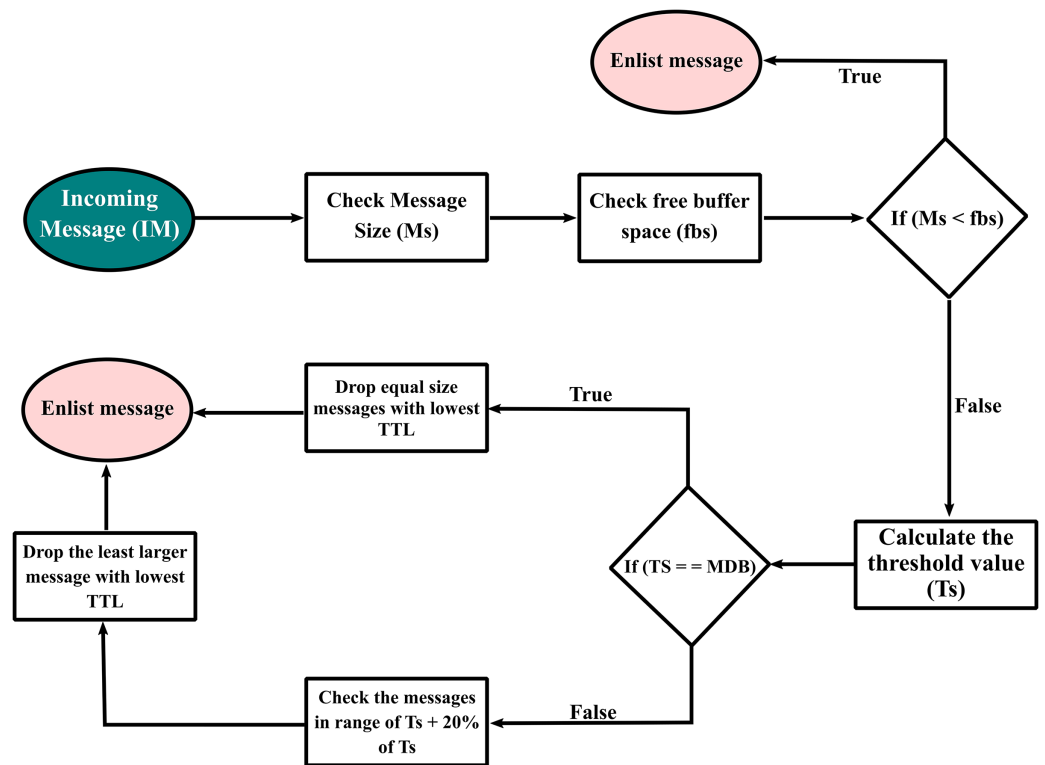 Enlist message
True
Incoming
Message (IM)
Check Message
Size (Ms)
Check free buffer
space (fbs)
If (Ms < fbs)
False
Calculate the
threshold value
(Ts)
If (TS = = MDB)
True
Drop equal size
messages with lowest
TTL
Enlist message
False
Check the messages
in range of Ts + 20%
of Ts
Drop the least larger
message with lowest
TTL